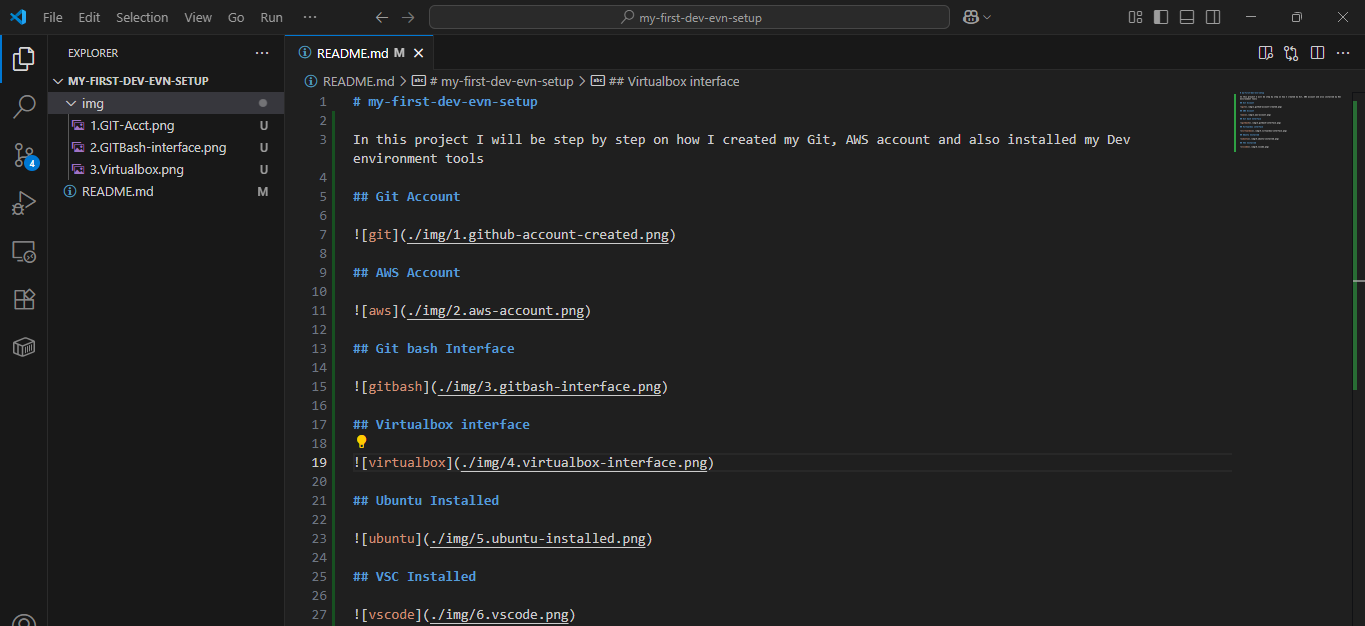 File Edit Selection View Go Run ··· my-first-dev-evn-setup
EXPLORER ···
MY-FIRST-DEV-EVN-SETUP
img
1.GIT-Acct.png U
2.GITBash-interface.png U
3.Virtualbox.png U
README.md M
4
README.md M
README.md > # my-first-dev-evn-setup > ## Virtualbox interface
1 # my-first-dev-evn-setup
2
3 In this project I will be step by step on how I created my Git, AWS account and also installed my Dev
environment tools
4
5 ## Git Account
6
7 ![git](./img/1.github-account-created.png)
8
9 ## AWS Account
10
11 ![aws](./img/2.aws-account.png)
12
13 ## Git bash Interface
14
15 ![gitbash](./img/3.gitbash-interface.png)
16
17 ## Virtualbox interface
18
19 ![virtualbox](./img/4.virtualbox-interface.png)
20
21 ## Ubuntu Installed
22
23 ![ubuntu](./img/5.ubuntu-installed.png)
24
25 ## VSC Installed
26
27 ![vscode](./img/6.vscode.png)